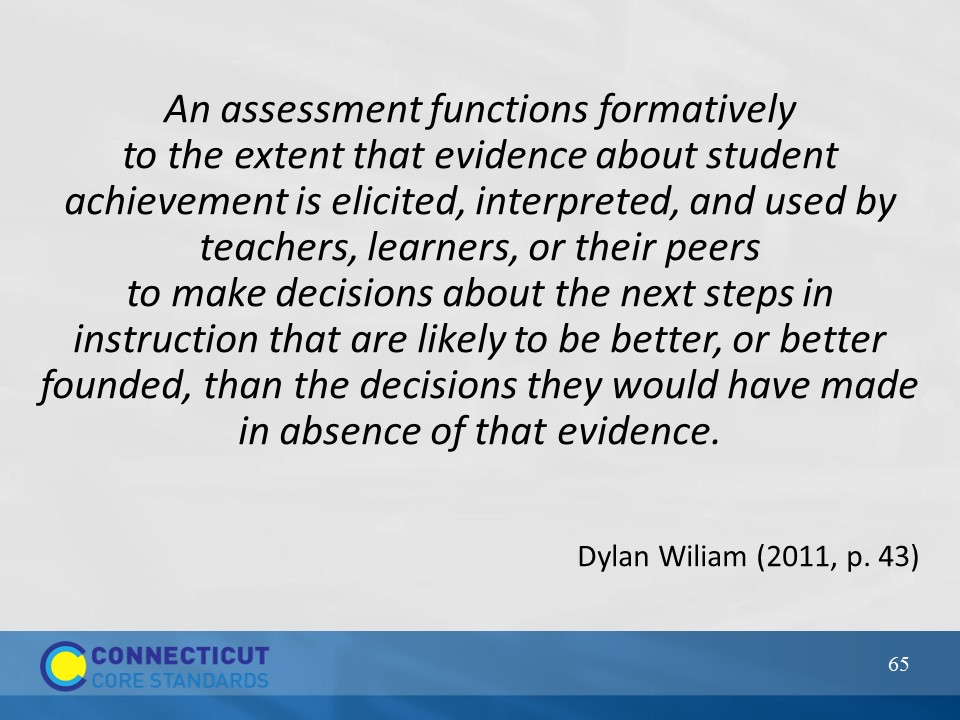 An assessment functions formatively
to the extent that evidence about student
achievement is elicited, interpreted, and used by
teachers, learners, or their peers
to make decisions about the next steps in
instruction that are likely to be better, or better
founded, than the decisions they would have made
in absence of that evidence.
Dylan Wiliam (2011, p. 43)
CONNECTICUT
CORE STANDARDS
65